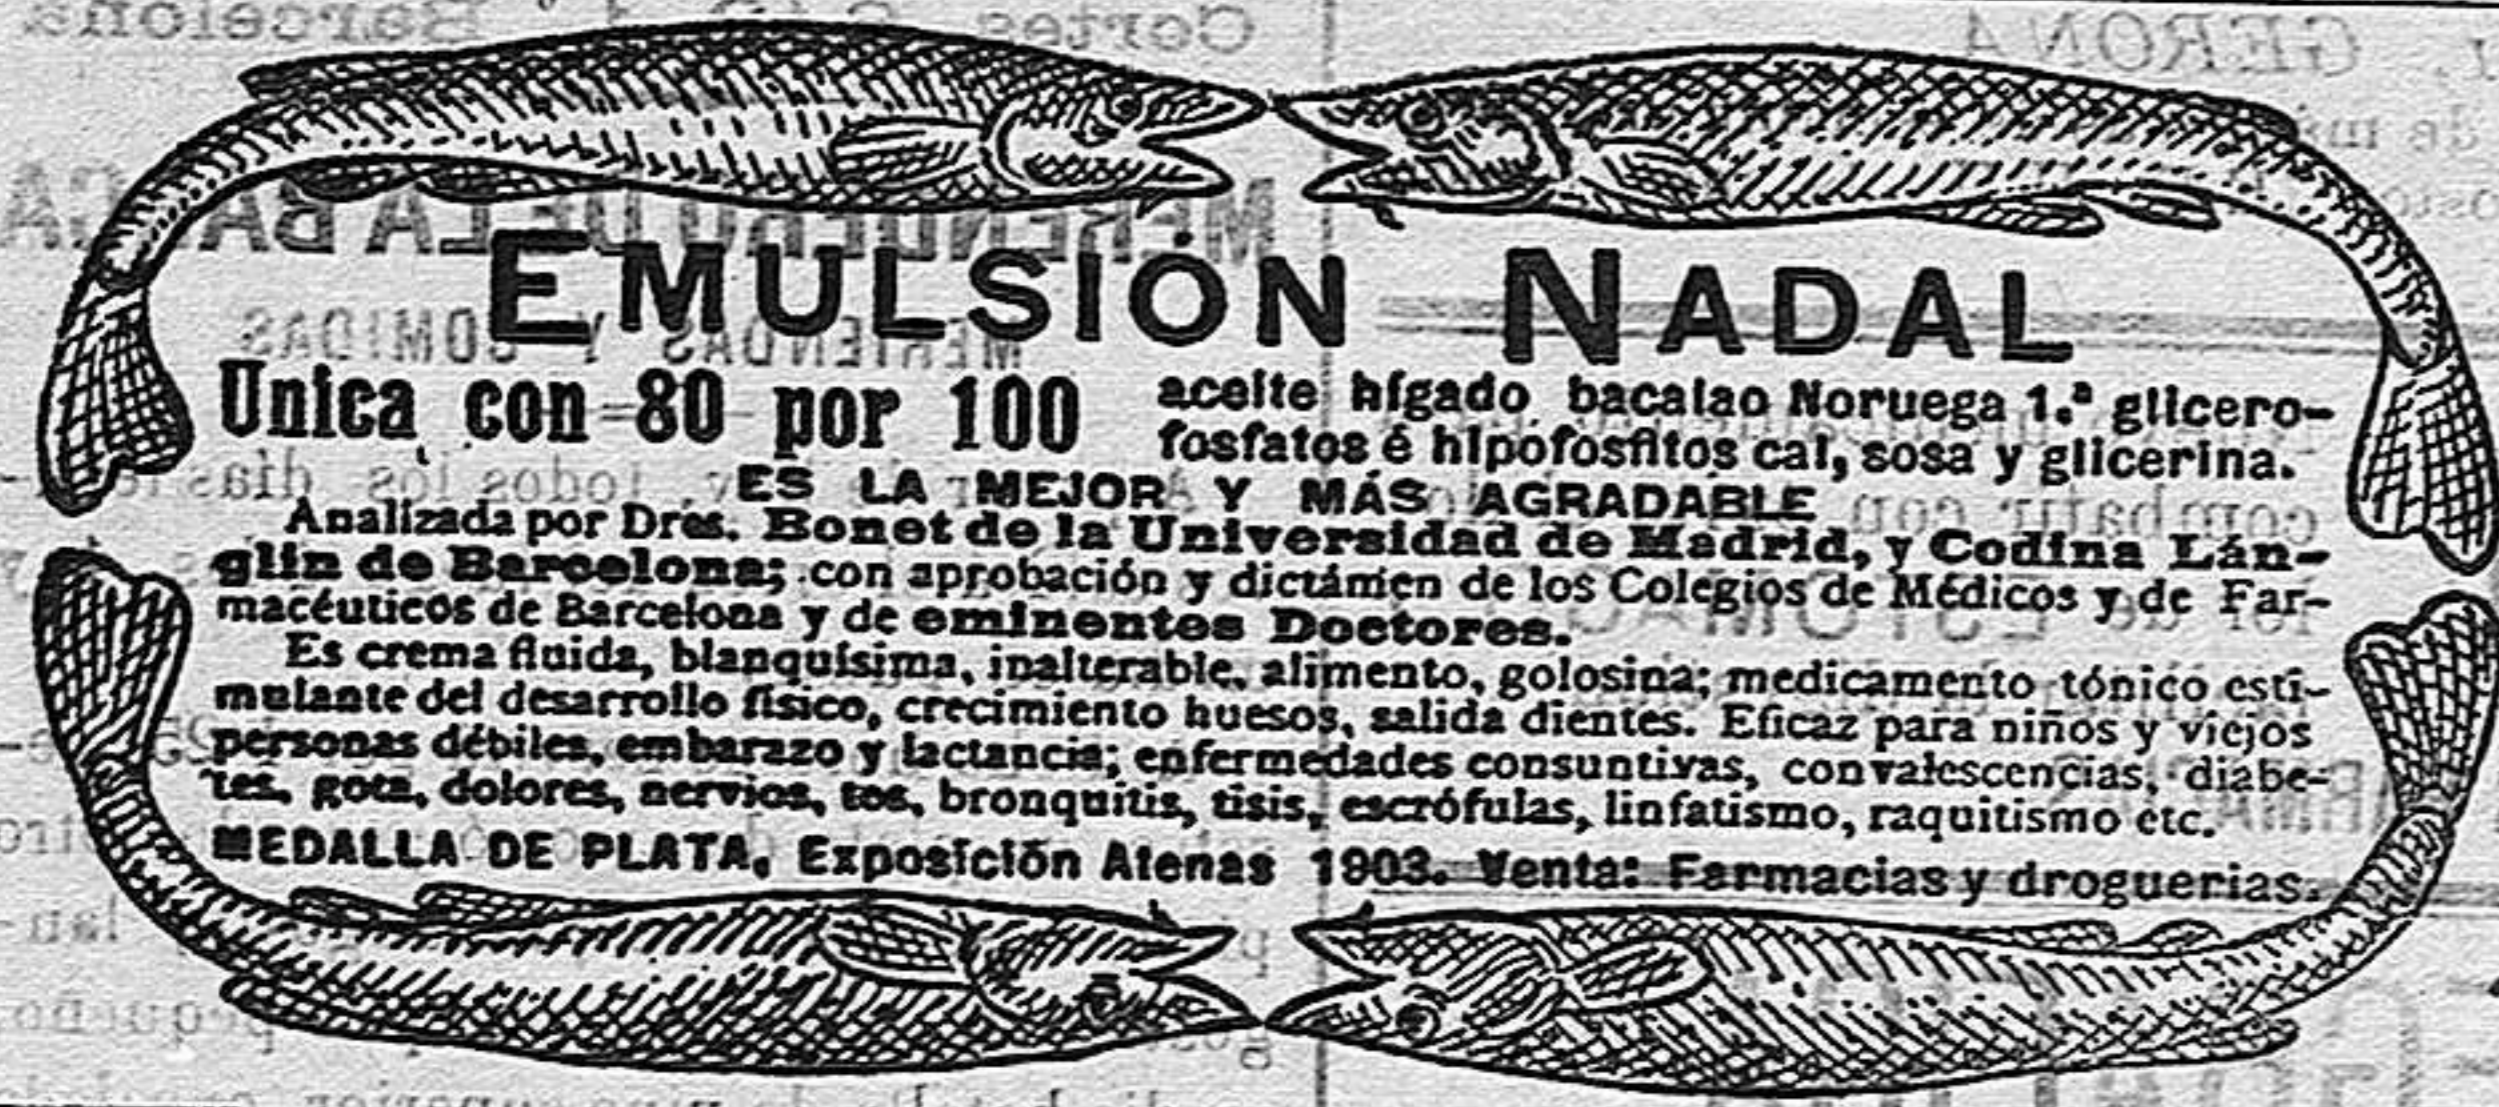 EMULSIÓN NADAL
Unica con 80 por 100 aceite hígado bacalao Noruega 1.ª glicero-
fosfatos é hipofosfitos cal, sosa y glicerina.
ES LA MEJOR Y MÁS AGRADABLE
Analizada por Dres. Bonet de la Universidad de Madrid, y Codina Lán-
glin de Barcelona; con aprobación y dictámen de los Colegios de Médicos y de Far-
macéuticos de Barcelona y de eminentes Doctores.
Es crema fluida, blanquísima, inalterable, alimento, golosina; medicamento tónico esti-
mulante del desarrollo físico, crecimiento huesos, salida dientes. Eficaz para niños y viejos
personas débiles, embarazo y lactancia; enfermedades consuntivas, convalescencias, diabe-
tes, gota, dolores, nervios, tos, bronquitis, tisis, escrófulas, linfatismo, raquitismo etc.
MEDALLA DE PLATA, Exposición Atenas 1903. Venta: Farmacias y droguerias.